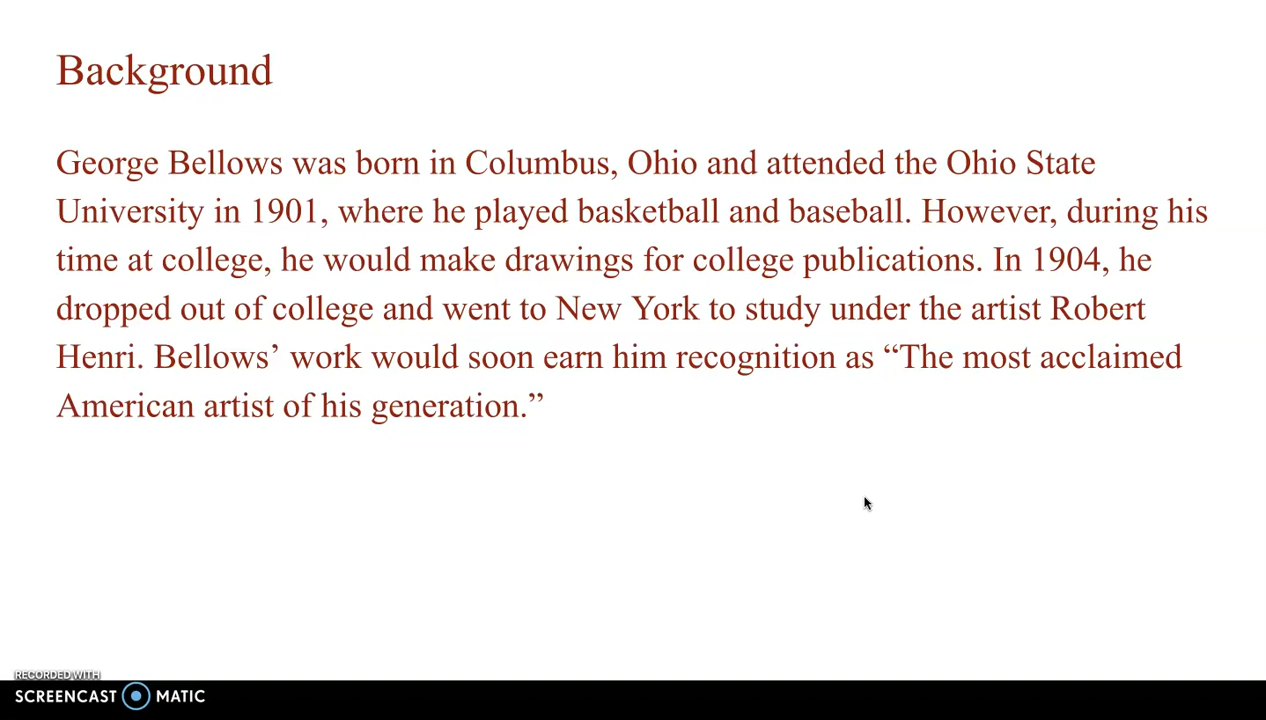 Background
George Bellows was born in Columbus, Ohio and attended the Ohio State
University in 1901, where he played basketball and baseball. However, during his
time at college, he would make drawings for college publications. In 1904, he
dropped out of college and went to New York to study under the artist Robert
Henri. Bellows’ work would soon earn him recognition as “The most acclaimed
American artist of his generation.”
RECORDED WITH
SCREENCAST MATIC